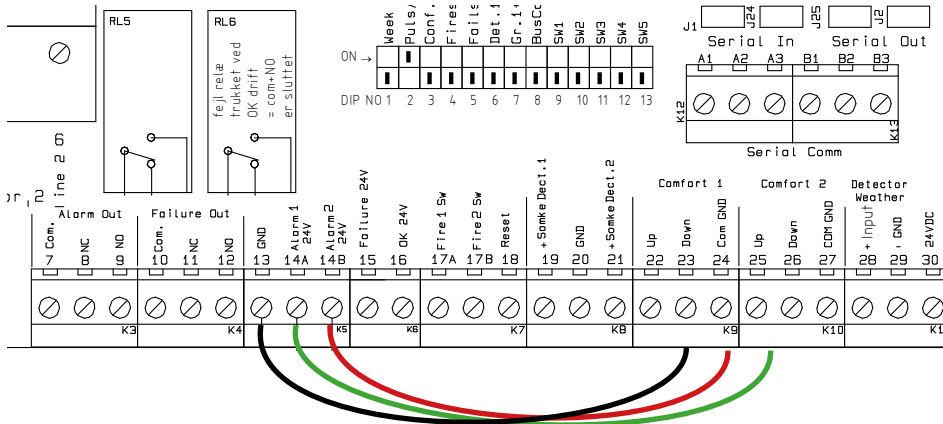 RL5
RL6
fejl relæ
trukket ved
OK drift
= com+NO
er sluttet
Week
Puls/
Conf.
Fires
Fails
Det.1
Gr.1+
BusCo
SW1
SW2
SW3
SW4
SW5
ON →
DIP NO 1 2 3 4 5 6 7 8 9 10 11 12 13
J1
J24
J25
J2
Serial In
Serial Out
A1 A2 A3 B1 B2 B3
K12
K13
Serial Comm
line 2 6
Alarm Out
Failure Out
Comfort 1
Comfort 2
Detector
Weather
Com.
NC
NO
Com.
NC
NO
GND
Alarm 1
24V
Alarm 2
24V
Failure 24V
OK 24V
Fire 1 Sw
Fire 2 Sw
Reset
+ Somke Dect.1
GND
+ Somke Dect.2
Up
Down
Com GND
Up
Down
COM GND
+ Input
- GND
24VDC
7 8 9 10 11 12 13 14A 14B 15 16 17A 17B 18 19 20 21 22 23 24 25 26 27 28 29 30
K3 K4 K5 K6 K7 K8 K9 K10 K1